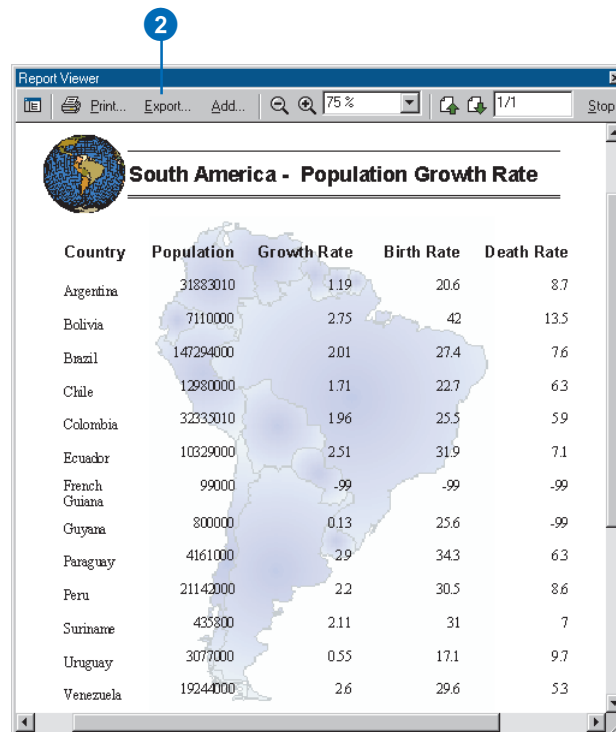 2
Report Viewer
Print... Export... Add... 75 % 1/1 Stop
South America - Population Growth Rate
Country Population Growth Rate Birth Rate Death Rate
Argentina 31883010 1.19 20.6 8.7
Bolivia 7110000 2.75 42 13.5
Brazil 147294000 2.01 27.4 7.6
Chile 12980000 1.71 22.7 6.3
Colombia 32335010 1.96 25.5 5.9
Ecuador 10329000 2.51 31.9 7.1
French 99000 -99 -99 -99
Guiana
Guyana 800000 0.13 25.6 -99
Paraguay 4161000 2.9 34.3 6.3
Peru 21142000 2.2 30.5 8.6
Suriname 435800 2.11 31 7
Uruguay 3077000 0.55 17.1 9.7
Venezuela 19244000 2.6 29.6 5.3